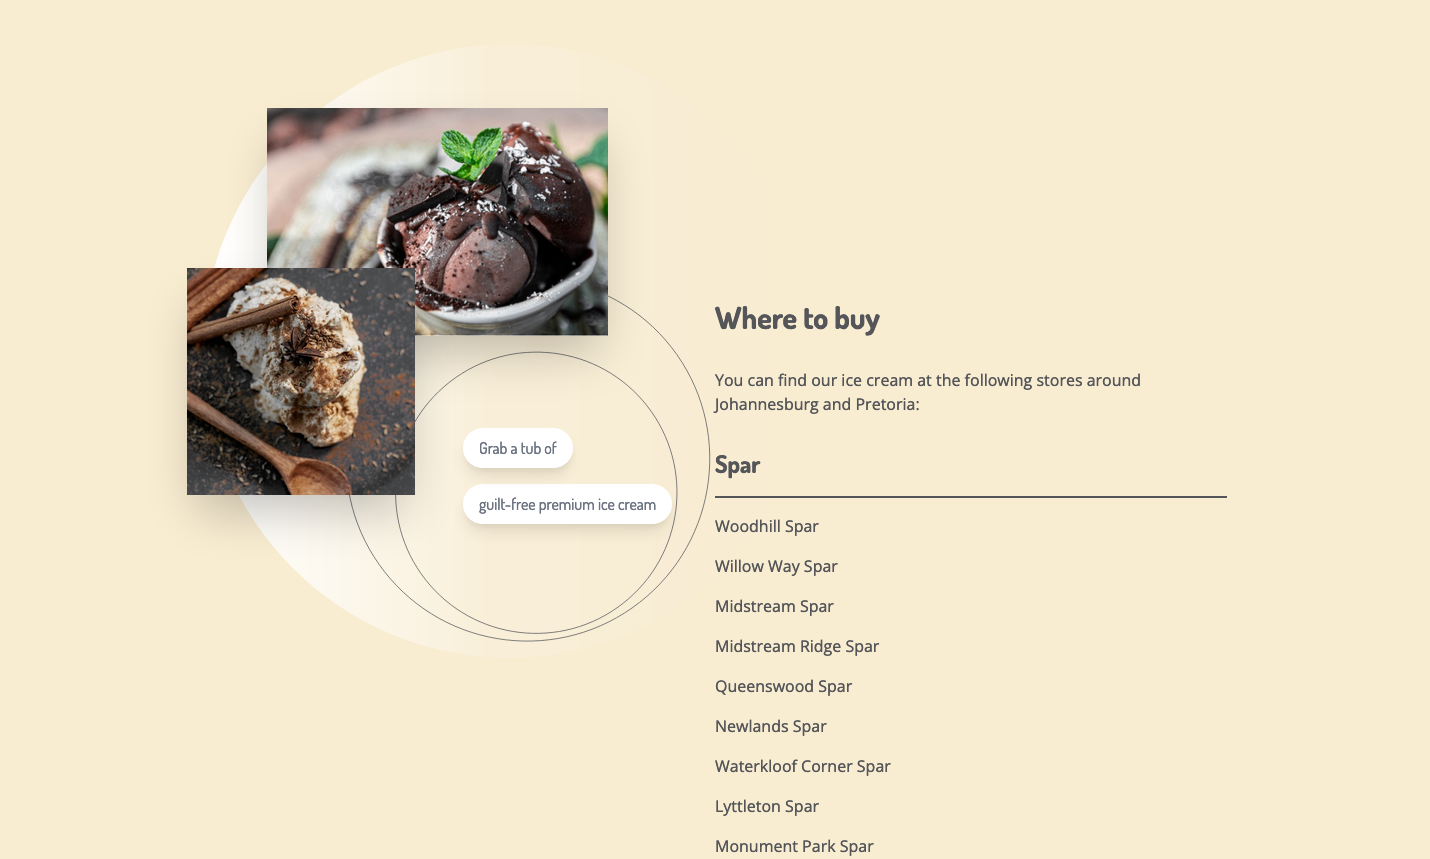 Grab a tub of
guilt-free premium ice cream
Where to buy
You can find our ice cream at the following stores around
Johannesburg and Pretoria:
Spar
Woodhill Spar
Willow Way Spar
Midstream Spar
Midstream Ridge Spar
Queenswood Spar
Newlands Spar
Waterkloof Corner Spar
Lyttleton Spar
Monument Park Spar